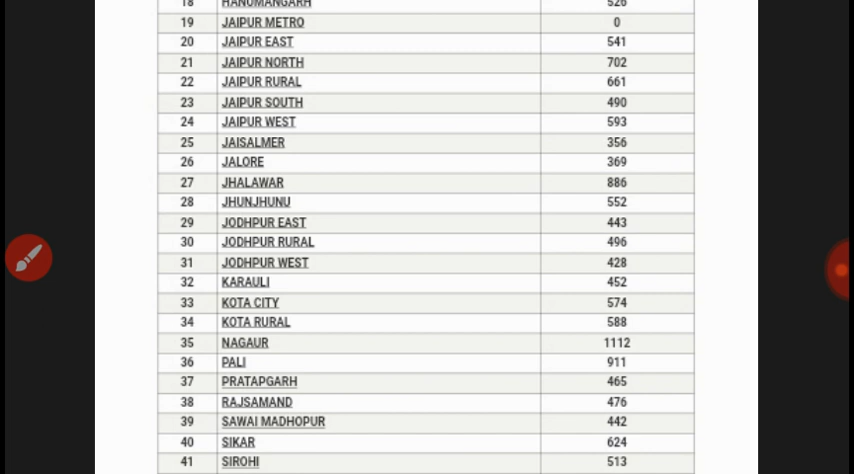 18 HANUMANGARH 526
19 JAIPUR METRO 0
20 JAIPUR EAST 541
21 JAIPUR NORTH 702
22 JAIPUR RURAL 661
23 JAIPUR SOUTH 490
24 JAIPUR WEST 593
25 JAISALMER 356
26 JALORE 369
27 JHALAWAR 886
28 JHUNJHUNU 552
29 JODHPUR EAST 443
30 JODHPUR RURAL 496
31 JODHPUR WEST 428
32 KARAULI 452
33 KOTA CITY 574
34 KOTA RURAL 588
35 NAGAUR 1112
36 PALI 911
37 PRATAPGARH 465
38 RAJSAMAND 476
39 SAWAI MADHOPUR 442
40 SIKAR 624
41 SIROHI 513